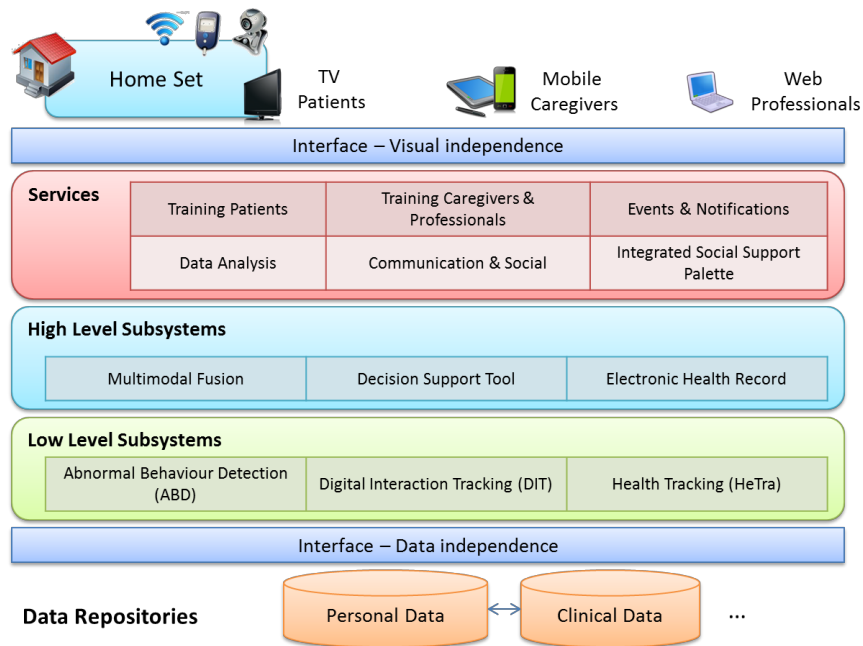 Home Set
TV
Patients
Mobile
Caregivers
Web
Professionals
Interface – Visual independence
Services
Training Patients
Training Caregivers &
Professionals
Events & Notifications
Data Analysis
Communication & Social
Integrated Social Support
Palette
High Level Subsystems
Multimodal Fusion
Decision Support Tool
Electronic Health Record
Low Level Subsystems
Abnormal Behaviour Detection
(ABD)
Digital Interaction Tracking (DIT)
Health Tracking (HeTra)
Interface – Data independence
Data Repositories
Personal Data
Clinical Data
...